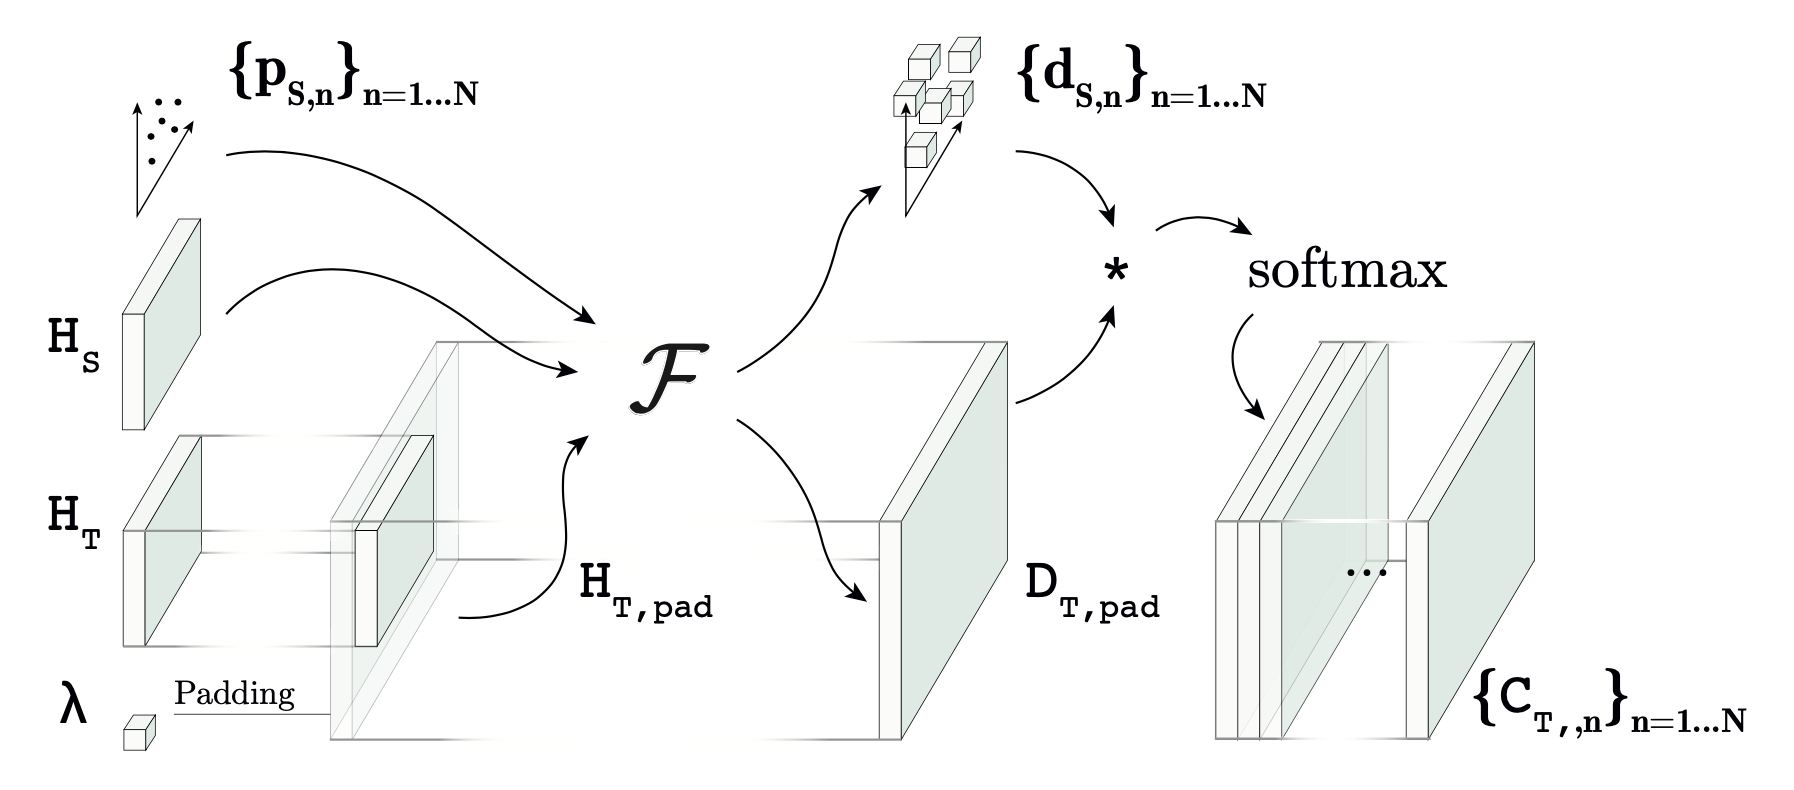 {p_S,n}_n=1...N
{d_S,n}_n=1...N
*
softmax
H_S
ℱ
H_T
H_T,pad
D_T,pad
...
λ
Padding
{C_T,,n}_n=1...N